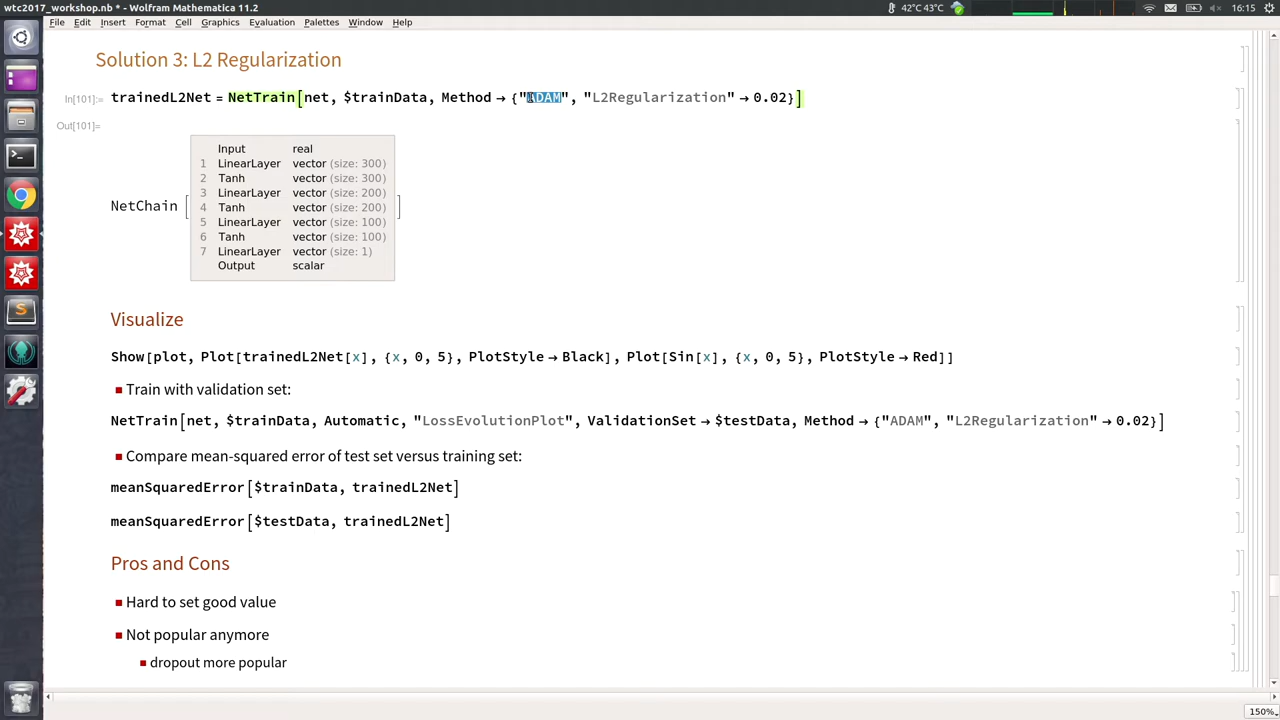 wtc2017_workshop.nb * - Wolfram Mathematica 11.2
42°C 43°C
16:15
File Edit Insert Format Cell Graphics Evaluation Palettes Window Help
Solution 3: L2 Regularization
In[101]:= trainedL2Net = NetTrain[net, $trainData, Method → {"ADAM", "L2Regularization" → 0.02}]
Out[101]=
NetChain [
Input real
1 LinearLayer vector (size: 300)
2 Tanh vector (size: 300)
3 LinearLayer vector (size: 200)
4 Tanh vector (size: 200)
5 LinearLayer vector (size: 100)
6 Tanh vector (size: 100)
7 LinearLayer vector (size: 1)
Output scalar
]
Visualize
Show[plot, Plot[trainedL2Net[x], {x, 0, 5}, PlotStyle → Black], Plot[Sin[x], {x, 0, 5}, PlotStyle → Red]]
Train with validation set:
NetTrain[net, $trainData, Automatic, "LossEvolutionPlot", ValidationSet → $testData, Method → {"ADAM", "L2Regularization" → 0.02}]
Compare mean-squared error of test set versus training set:
meanSquaredError[$trainData, trainedL2Net]
meanSquaredError[$testData, trainedL2Net]
Pros and Cons
Hard to set good value
Not popular anymore
dropout more popular
150%